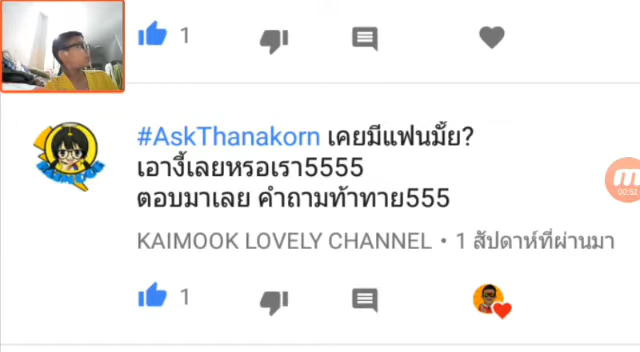 1
#AskThanakorn เคยมีแฟนมั้ย?
เอางี้เลยหรอเรา5555
ตอบมาเลย คำถามท้าทาย555
KAIMOOK LOVELY CHANNEL • 1 สัปดาห์ที่ผ่านมา
1
00:52